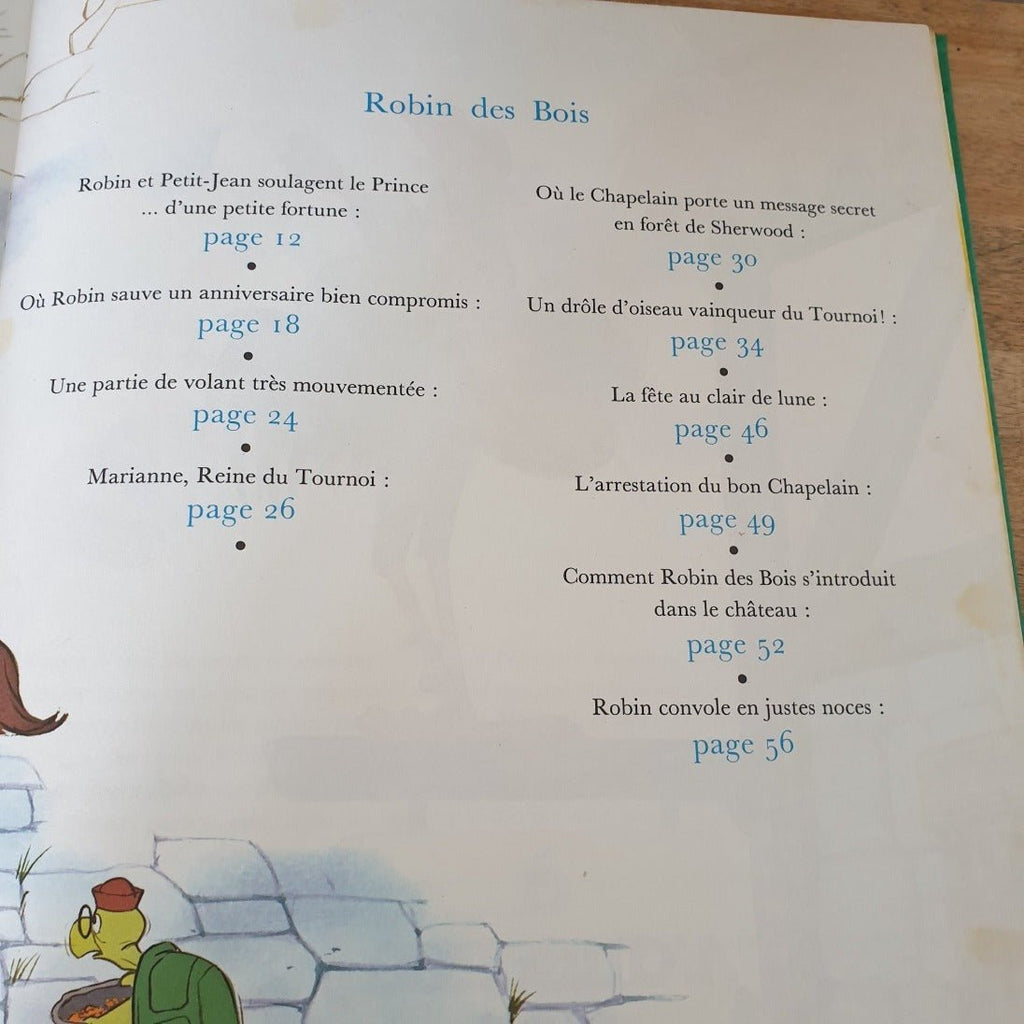 Robin des Bois
Robin et Petit-Jean soulagent le Prince
... d'une petite fortune :
page 12
•
Où Robin sauve un anniversaire bien compromis :
page 18
•
Une partie de volant très mouvementée :
page 24
•
Marianne, Reine du Tournoi :
page 26
•
Où le Chapelain porte un message secret
en forêt de Sherwood :
page 30
•
Un drôle d'oiseau vainqueur du Tournoi! :
page 34
•
La fête au clair de lune :
page 46
•
L'arrestation du bon Chapelain :
page 49
•
Comment Robin des Bois s'introduit
dans le château :
page 52
•
Robin convole en justes noces :
page 56